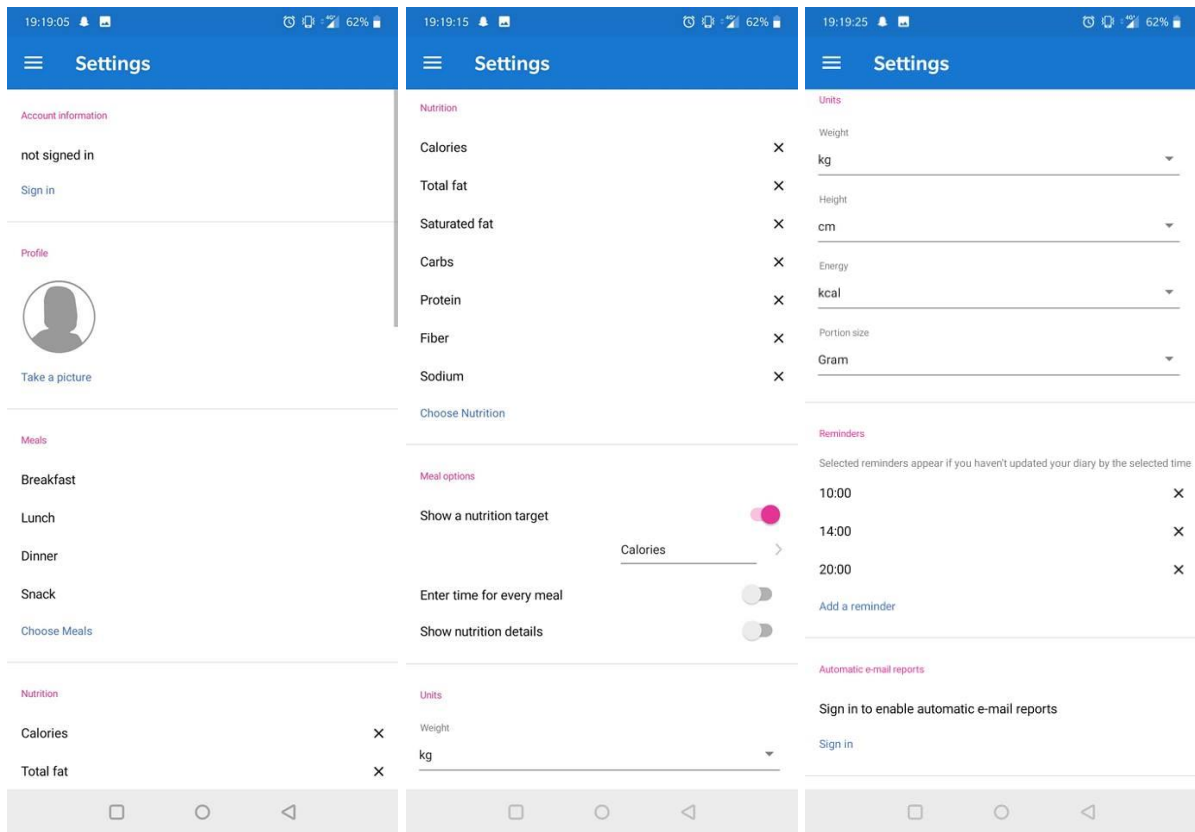 19:19:05
62%
Settings
Account information
not signed in
Sign in
Profile
Take a picture
Meals
Breakfast
Lunch
Dinner
Snack
Choose Meals
Nutrition
Calories
Total fat
19:19:15
62%
Settings
Nutrition
Calories
Total fat
Saturated fat
Carbs
Protein
Fiber
Sodium
Choose Nutrition
Meal options
Show a nutrition target
Calories
Enter time for every meal
Show nutrition details
Units
Weight
kg
19:19:25
62%
Settings
Units
Weight
kg
Height
cm
Energy
kcal
Portion size
Gram
Reminders
Selected reminders appear if you haven't updated your diary by the selected time
10:00
14:00
20:00
Add a reminder
Automatic e-mail reports
Sign in to enable automatic e-mail reports
Sign in